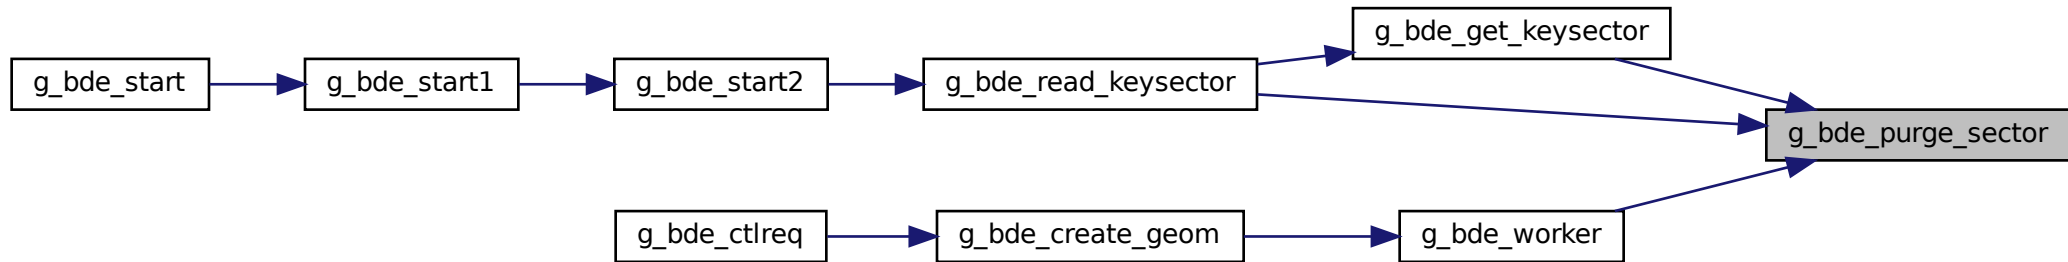 g_bde_start
g_bde_start1
g_bde_start2
g_bde_read_keysector
g_bde_get_keysector
g_bde_purge_sector
g_bde_ctlreq
g_bde_create_geom
g_bde_worker